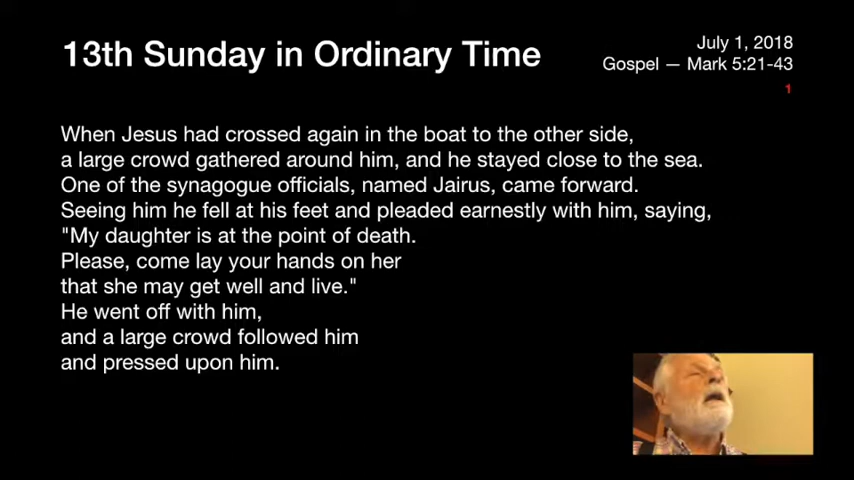 13th Sunday in Ordinary Time
July 1, 2018
Gospel — Mark 5:21-43
1
When Jesus had crossed again in the boat to the other side,
a large crowd gathered around him, and he stayed close to the sea.
One of the synagogue officials, named Jairus, came forward.
Seeing him he fell at his feet and pleaded earnestly with him, saying,
"My daughter is at the point of death.
Please, come lay your hands on her
that she may get well and live."
He went off with him,
and a large crowd followed him
and pressed upon him.